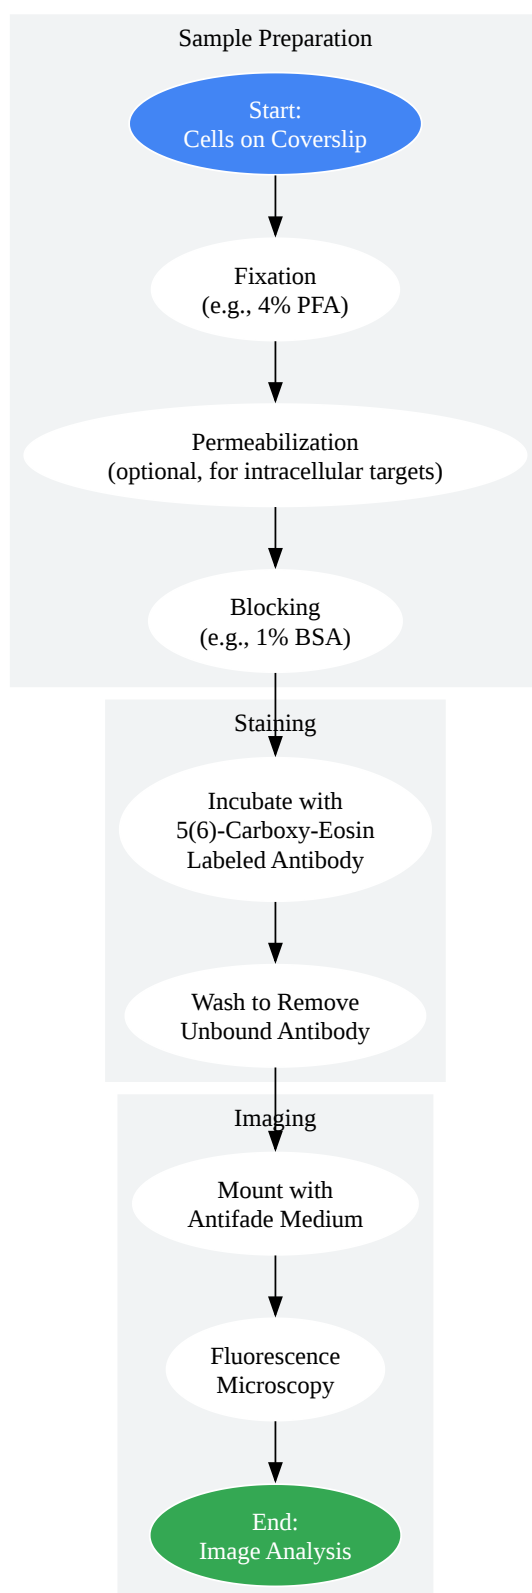 Sample Preparation
Start:
Cells on Coverslip
Fixation
(e.g., 4% PFA)
Permeabilization
(optional, for intracellular targets)
Blocking
(e.g., 1% BSA)
Staining
Incubate with
5(6)-Carboxy-Eosin
Labeled Antibody
Wash to Remove
Unbound Antibody
Imaging
Mount with
Antifade Medium
Fluorescence
Microscopy
End:
Image Analysis